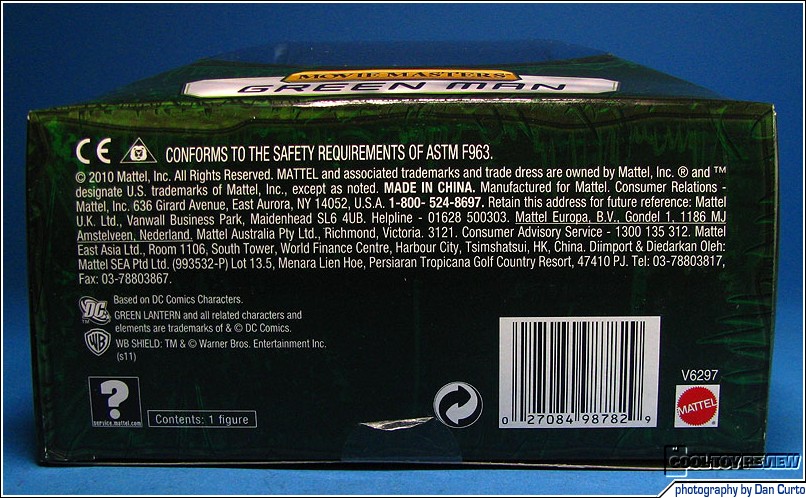 MOVIE MASTERS
GREEN MAN
CE CONFORMS TO THE SAFETY REQUIREMENTS OF ASTM F963.
© 2010 Mattel, Inc. All Rights Reserved. MATTEL and associated trademarks and trade dress are owned by Mattel, Inc. ® and ™
designate U.S. trademarks of Mattel, Inc., except as noted. MADE IN CHINA. Manufactured for Mattel. Consumer Relations -
Mattel, Inc. 636 Girard Avenue, East Aurora, NY 14052, U.S.A. 1-800- 524-8697. Retain this address for future reference: Mattel
U.K. Ltd., Vanwall Business Park, Maidenhead SL6 4UB. Helpline - 01628 500303. Mattel Europa, B.V., Gondel 1, 1186 MJ
Amstelveen, Nederland. Mattel Australia Pty Ltd., Richmond, Victoria. 3121. Consumer Advisory Service - 1300 135 312. Mattel
East Asia Ltd., Room 1106, South Tower, World Finance Centre, Harbour City, Tsimshatsui, HK, China. Diimport & Diedarkan Oleh:
Mattel SEA Ptd Ltd. (993532-P) Lot 13.5, Menara Lien Hoe, Persiaran Tropicana Golf Country Resort, 47410 PJ. Tel: 03-78803817,
Fax: 03-78803867.
DC
Based on DC Comics Characters.
GREEN LANTERN and all related characters and
elements are trademarks of & © DC Comics.
WB
WB SHIELD: TM & © Warner Bros. Entertainment Inc.
(s11)
?
service.mattel.com
Contents: 1 figure
0 27084 98782 9
V6297
MATTEL
COOL TOY REVIEW
photography by Dan Curto